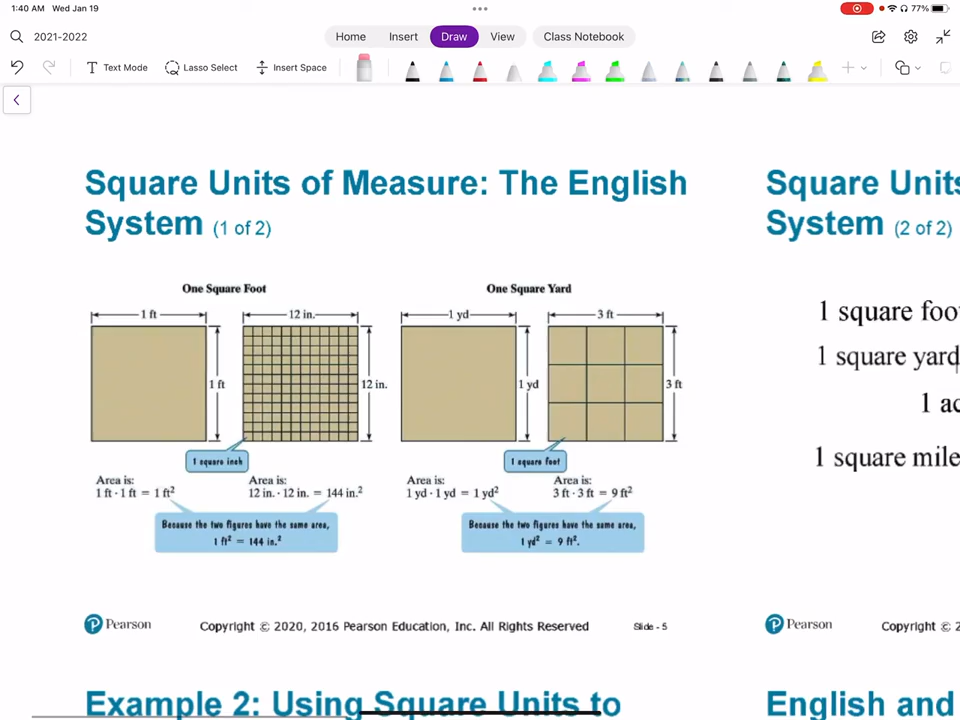 1:40 AM Wed Jan 19
77%
2021-2022
Home Insert Draw View Class Notebook
Text Mode Lasso Select Insert Space
Square Units of Measure: The English
System (1 of 2)
One Square Foot
One Square Yard
1 ft
12 in.
1 yd
3 ft
1 ft
12 in.
1 yd
3 ft
1 square inch
1 square foot
Area is:
1 ft · 1 ft = 1 ft²
Area is:
12 in. · 12 in. = 144 in.²
Area is:
1 yd · 1 yd = 1 yd²
Area is:
3 ft · 3 ft = 9 ft²
Because the two figures have the same area,
1 ft² = 144 in.²
Because the two figures have the same area,
1 yd² = 9 ft².
Pearson Copyright © 2020, 2016 Pearson Education, Inc. All Rights Reserved Slide - 5
Example 2: Using Square Units to
Square Units
System (2 of 2)
1 square foo
1 square yard
1 ac
1 square mile
Pearson Copyright © 2
English and